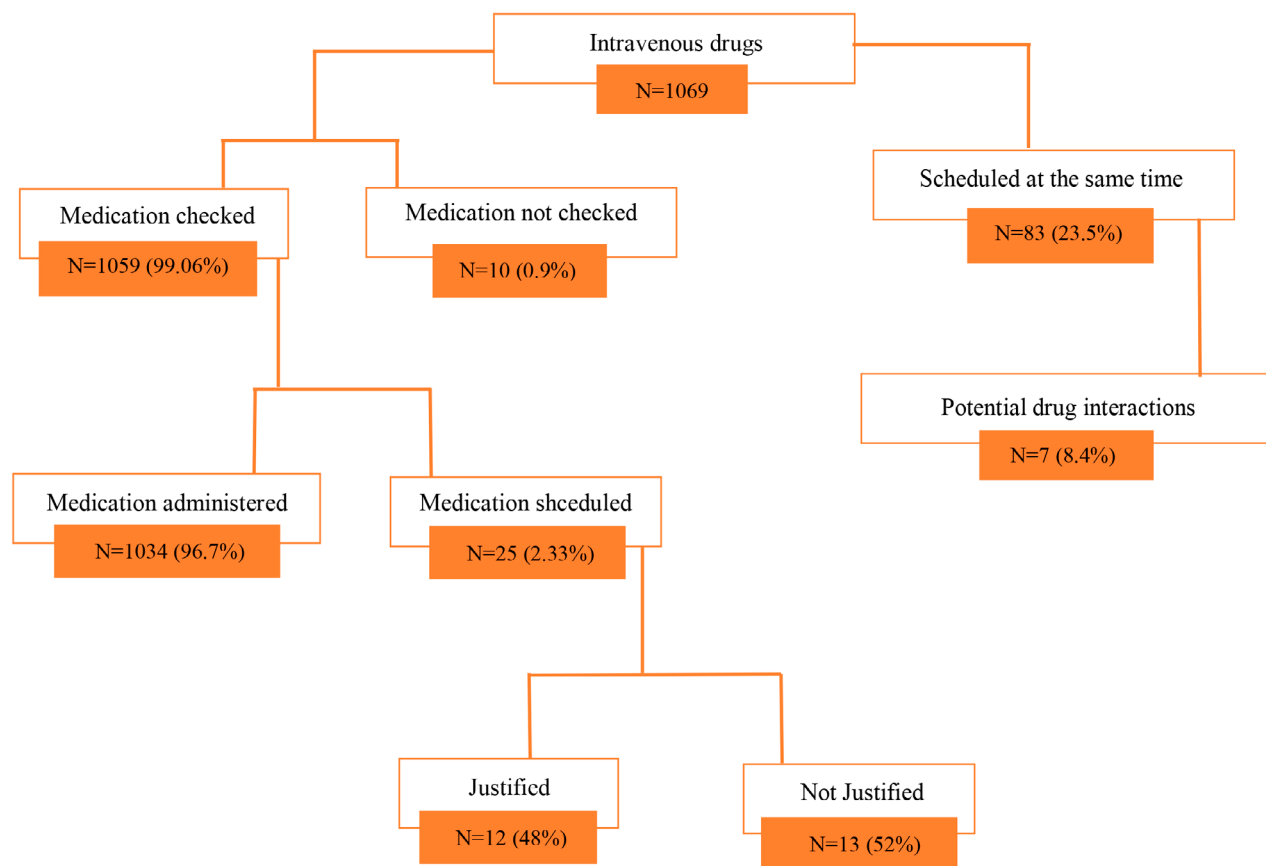 Intravenous drugs
N=1069
Scheduled at the same time
N=83 (23.5%)
Medication checked
N=1059 (99.06%)
Medication not checked
N=10 (0.9%)
Potential drug interactions
N=7 (8.4%)
Medication administered
N=1034 (96.7%)
Medication shceduled
N=25 (2.33%)
Justified
N=12 (48%)
Not Justified
N=13 (52%)